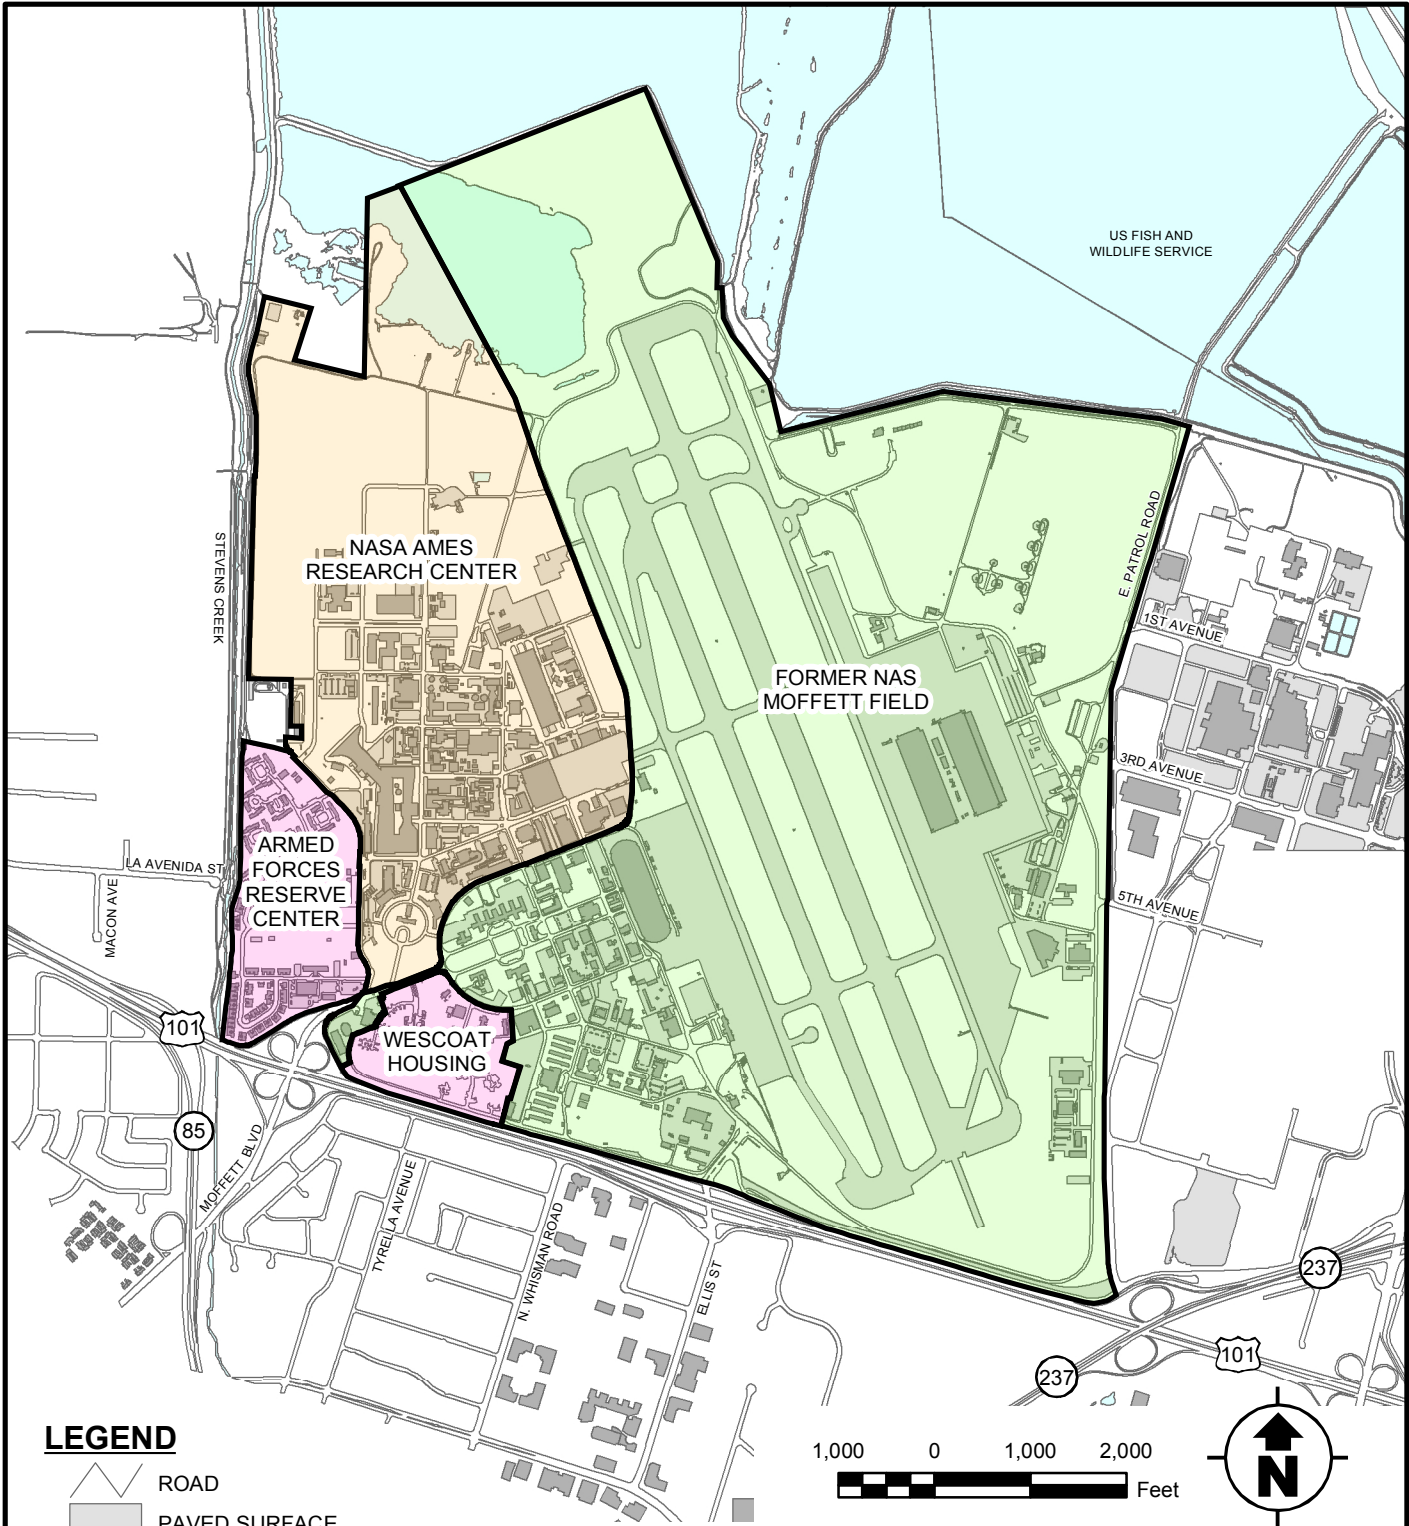 US FISH AND
WILDLIFE SERVICE
STEVENS CREEK
NASA AMES
RESEARCH CENTER
E. PATROL ROAD
1ST AVENUE
FORMER NAS
MOFFETT FIELD
3RD AVENUE
ARMED
FORCES
RESERVE
CENTER
LA AVENIDA ST
MACON AVE
5TH AVENUE
101
WESCOAT
HOUSING
85
MOFFETT BLVD
TYRELLA AVENUE
N. WHISMAN ROAD
ELLIS ST
237
101
237
LEGEND
ROAD
PAVED SURFACE
1,000 0 1,000 2,000
Feet
N